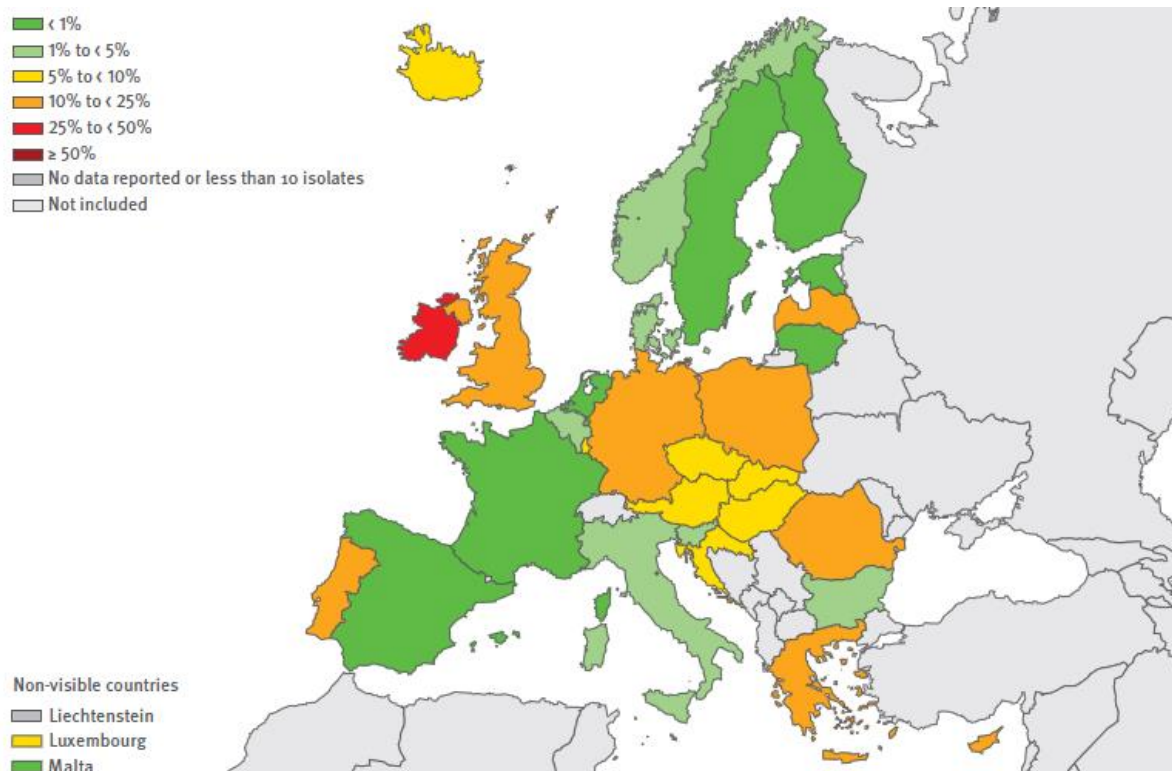 < 1%
1% to < 5%
5% to < 10%
10% to < 25%
25% to < 50%
≥ 50%
No data reported or less than 10 isolates
Not included
Non-visible countries
Liechtenstein
Luxembourg
Malta